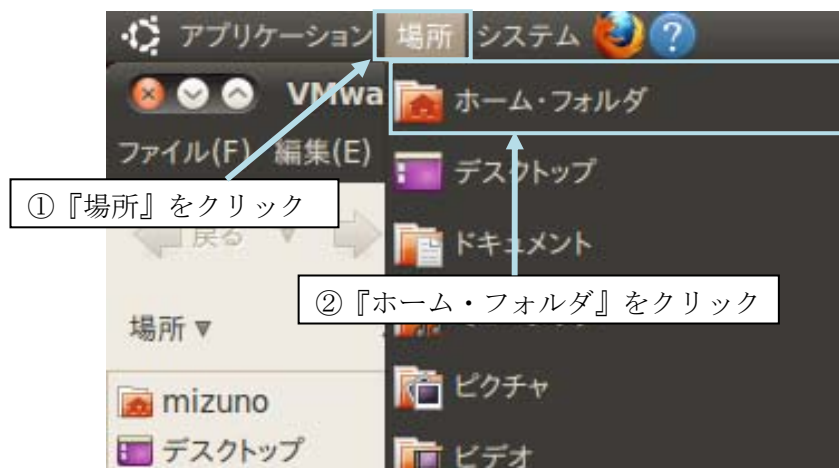 アプリケーション 場所 システム ?
VMwa
ホーム・フォルダ
ファイル(F) 編集(E)
デスクトップ
①『場所』をクリック
戻る
ドキュメント
②『ホーム・フォルダ』をクリック
場所 ▼
ピクチャ
mizuno
デスクトップ
ビデオ